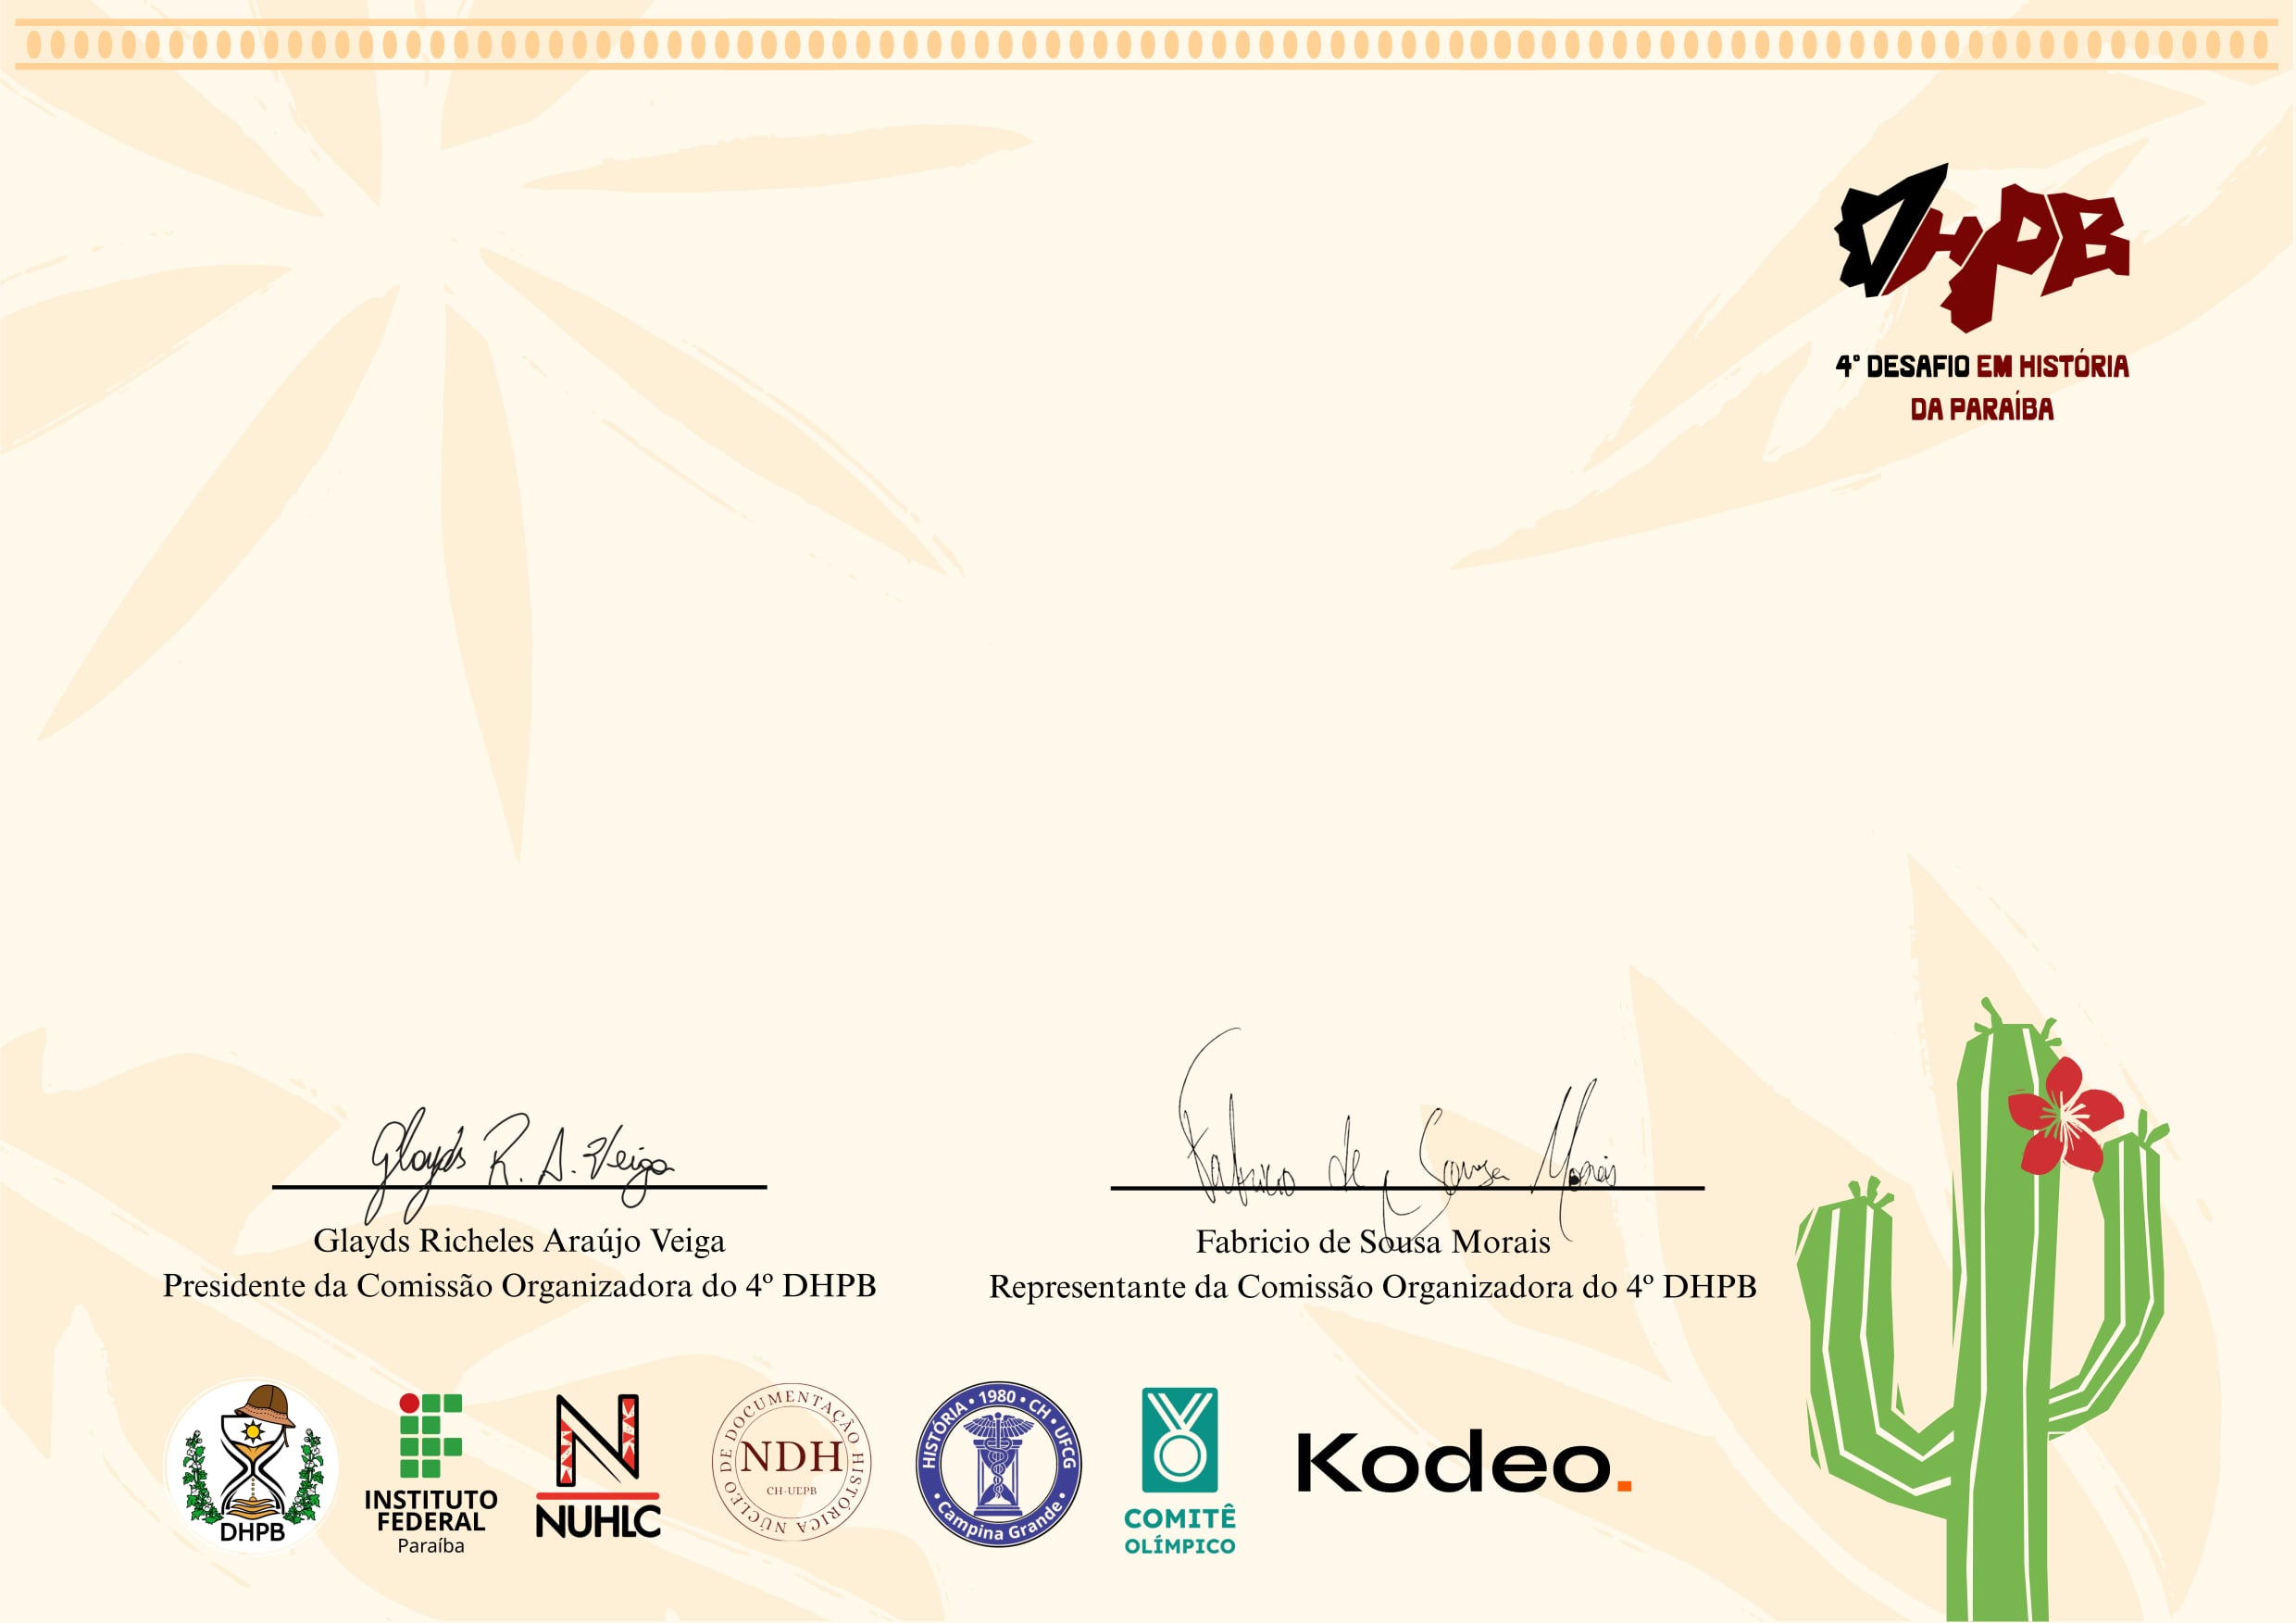 DHPB
4° DESAFIO EM HISTÓRIA
DA PARAÍBA
Glayds R. A. Veiga
Fabricio de Sousa Morais
Glayds Richeles Araújo Veiga
Presidente da Comissão Organizadora do 4º DHPB
Fabricio de Sousa Morais
Representante da Comissão Organizadora do 4º DHPB
DHPB
INSTITUTO
FEDERAL
Paraíba
N
NUHLC
NÚCLEO DE DOCUMENTAÇÃO HISTÓRICA
NDH
CH-UEPB
HISTÓRIA • 1980 • CH • UFCG
• Campina Grande •
COMITÊ
OLÍMPICO
Kodeo.